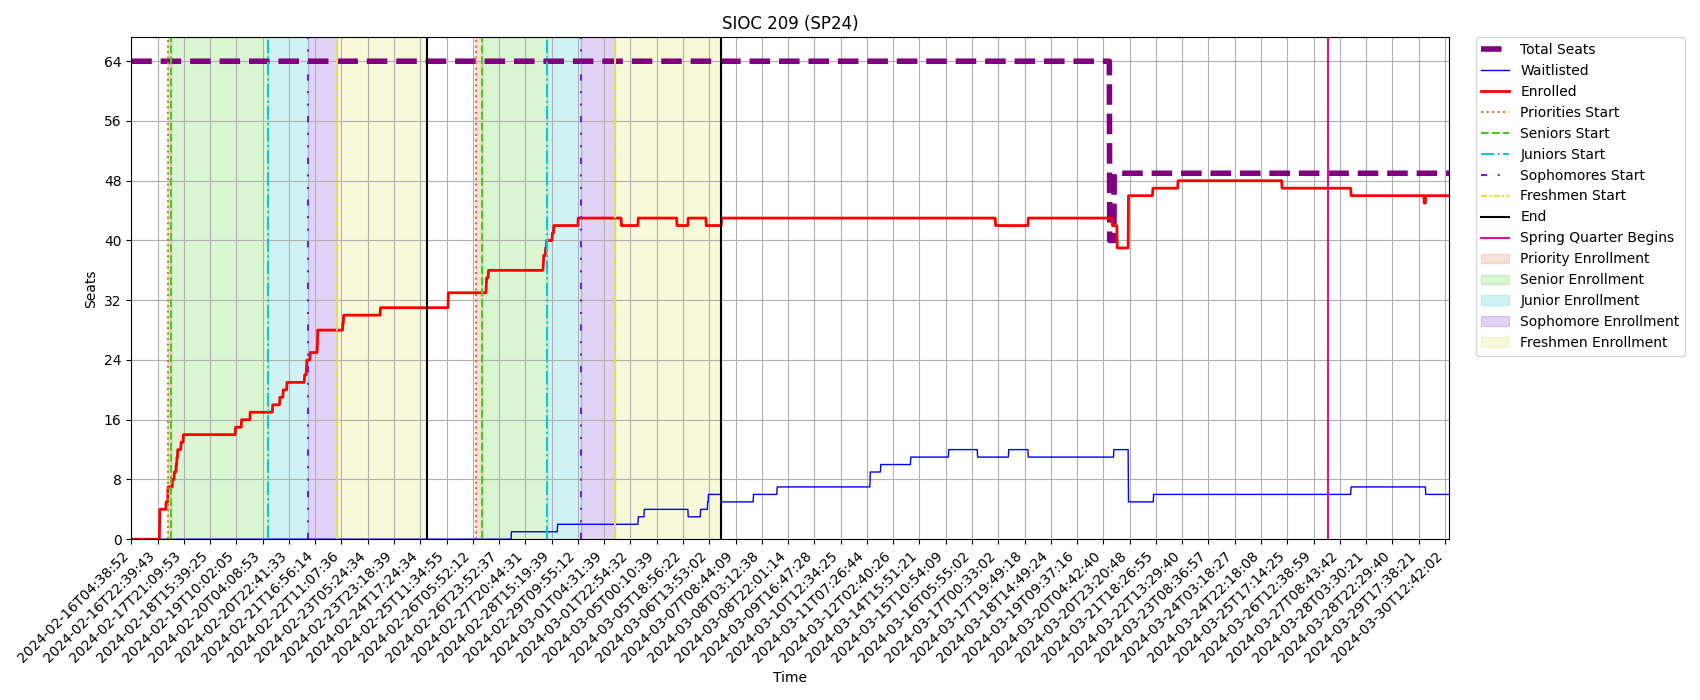 SIOC 209 (SP24)
Seats
64
56
48
40
32
24
16
8
0
2024-02-16T04:38:52
2024-02-16T22:39:43
2024-02-17T21:09:53
2024-02-18T15:39:25
2024-02-19T10:02:05
2024-02-20T04:08:53
2024-02-20T22:41:33
2024-02-21T16:56:14
2024-02-22T11:07:36
2024-02-23T05:24:34
2024-02-23T23:18:39
2024-02-24T17:24:34
2024-02-25T11:34:55
2024-02-26T05:52:12
2024-02-26T23:52:37
2024-02-27T20:44:31
2024-02-28T15:19:39
2024-02-29T09:55:12
2024-03-01T04:31:39
2024-03-01T22:54:32
2024-03-05T00:10:39
2024-03-05T18:56:22
2024-03-06T13:53:02
2024-03-07T08:44:09
2024-03-08T03:12:38
2024-03-08T22:01:14
2024-03-09T16:47:28
2024-03-10T12:34:25
2024-03-11T07:26:44
2024-03-12T02:40:26
2024-03-14T15:51:21
2024-03-15T10:54:09
2024-03-16T05:55:02
2024-03-17T00:33:02
2024-03-17T19:49:18
2024-03-18T14:49:24
2024-03-19T09:37:16
2024-03-20T04:42:40
2024-03-20T23:20:48
2024-03-21T18:26:55
2024-03-22T13:29:40
2024-03-23T08:36:57
2024-03-24T03:18:27
2024-03-24T22:18:08
2024-03-25T17:14:25
2024-03-26T12:38:59
2024-03-27T08:43:42
2024-03-28T03:30:21
2024-03-28T22:29:40
2024-03-29T17:38:21
2024-03-30T12:42:02
Time
Total Seats
Waitlisted
Enrolled
Priorities Start
Seniors Start
Juniors Start
Sophomores Start
Freshmen Start
End
Spring Quarter Begins
Priority Enrollment
Senior Enrollment
Junior Enrollment
Sophomore Enrollment
Freshmen Enrollment